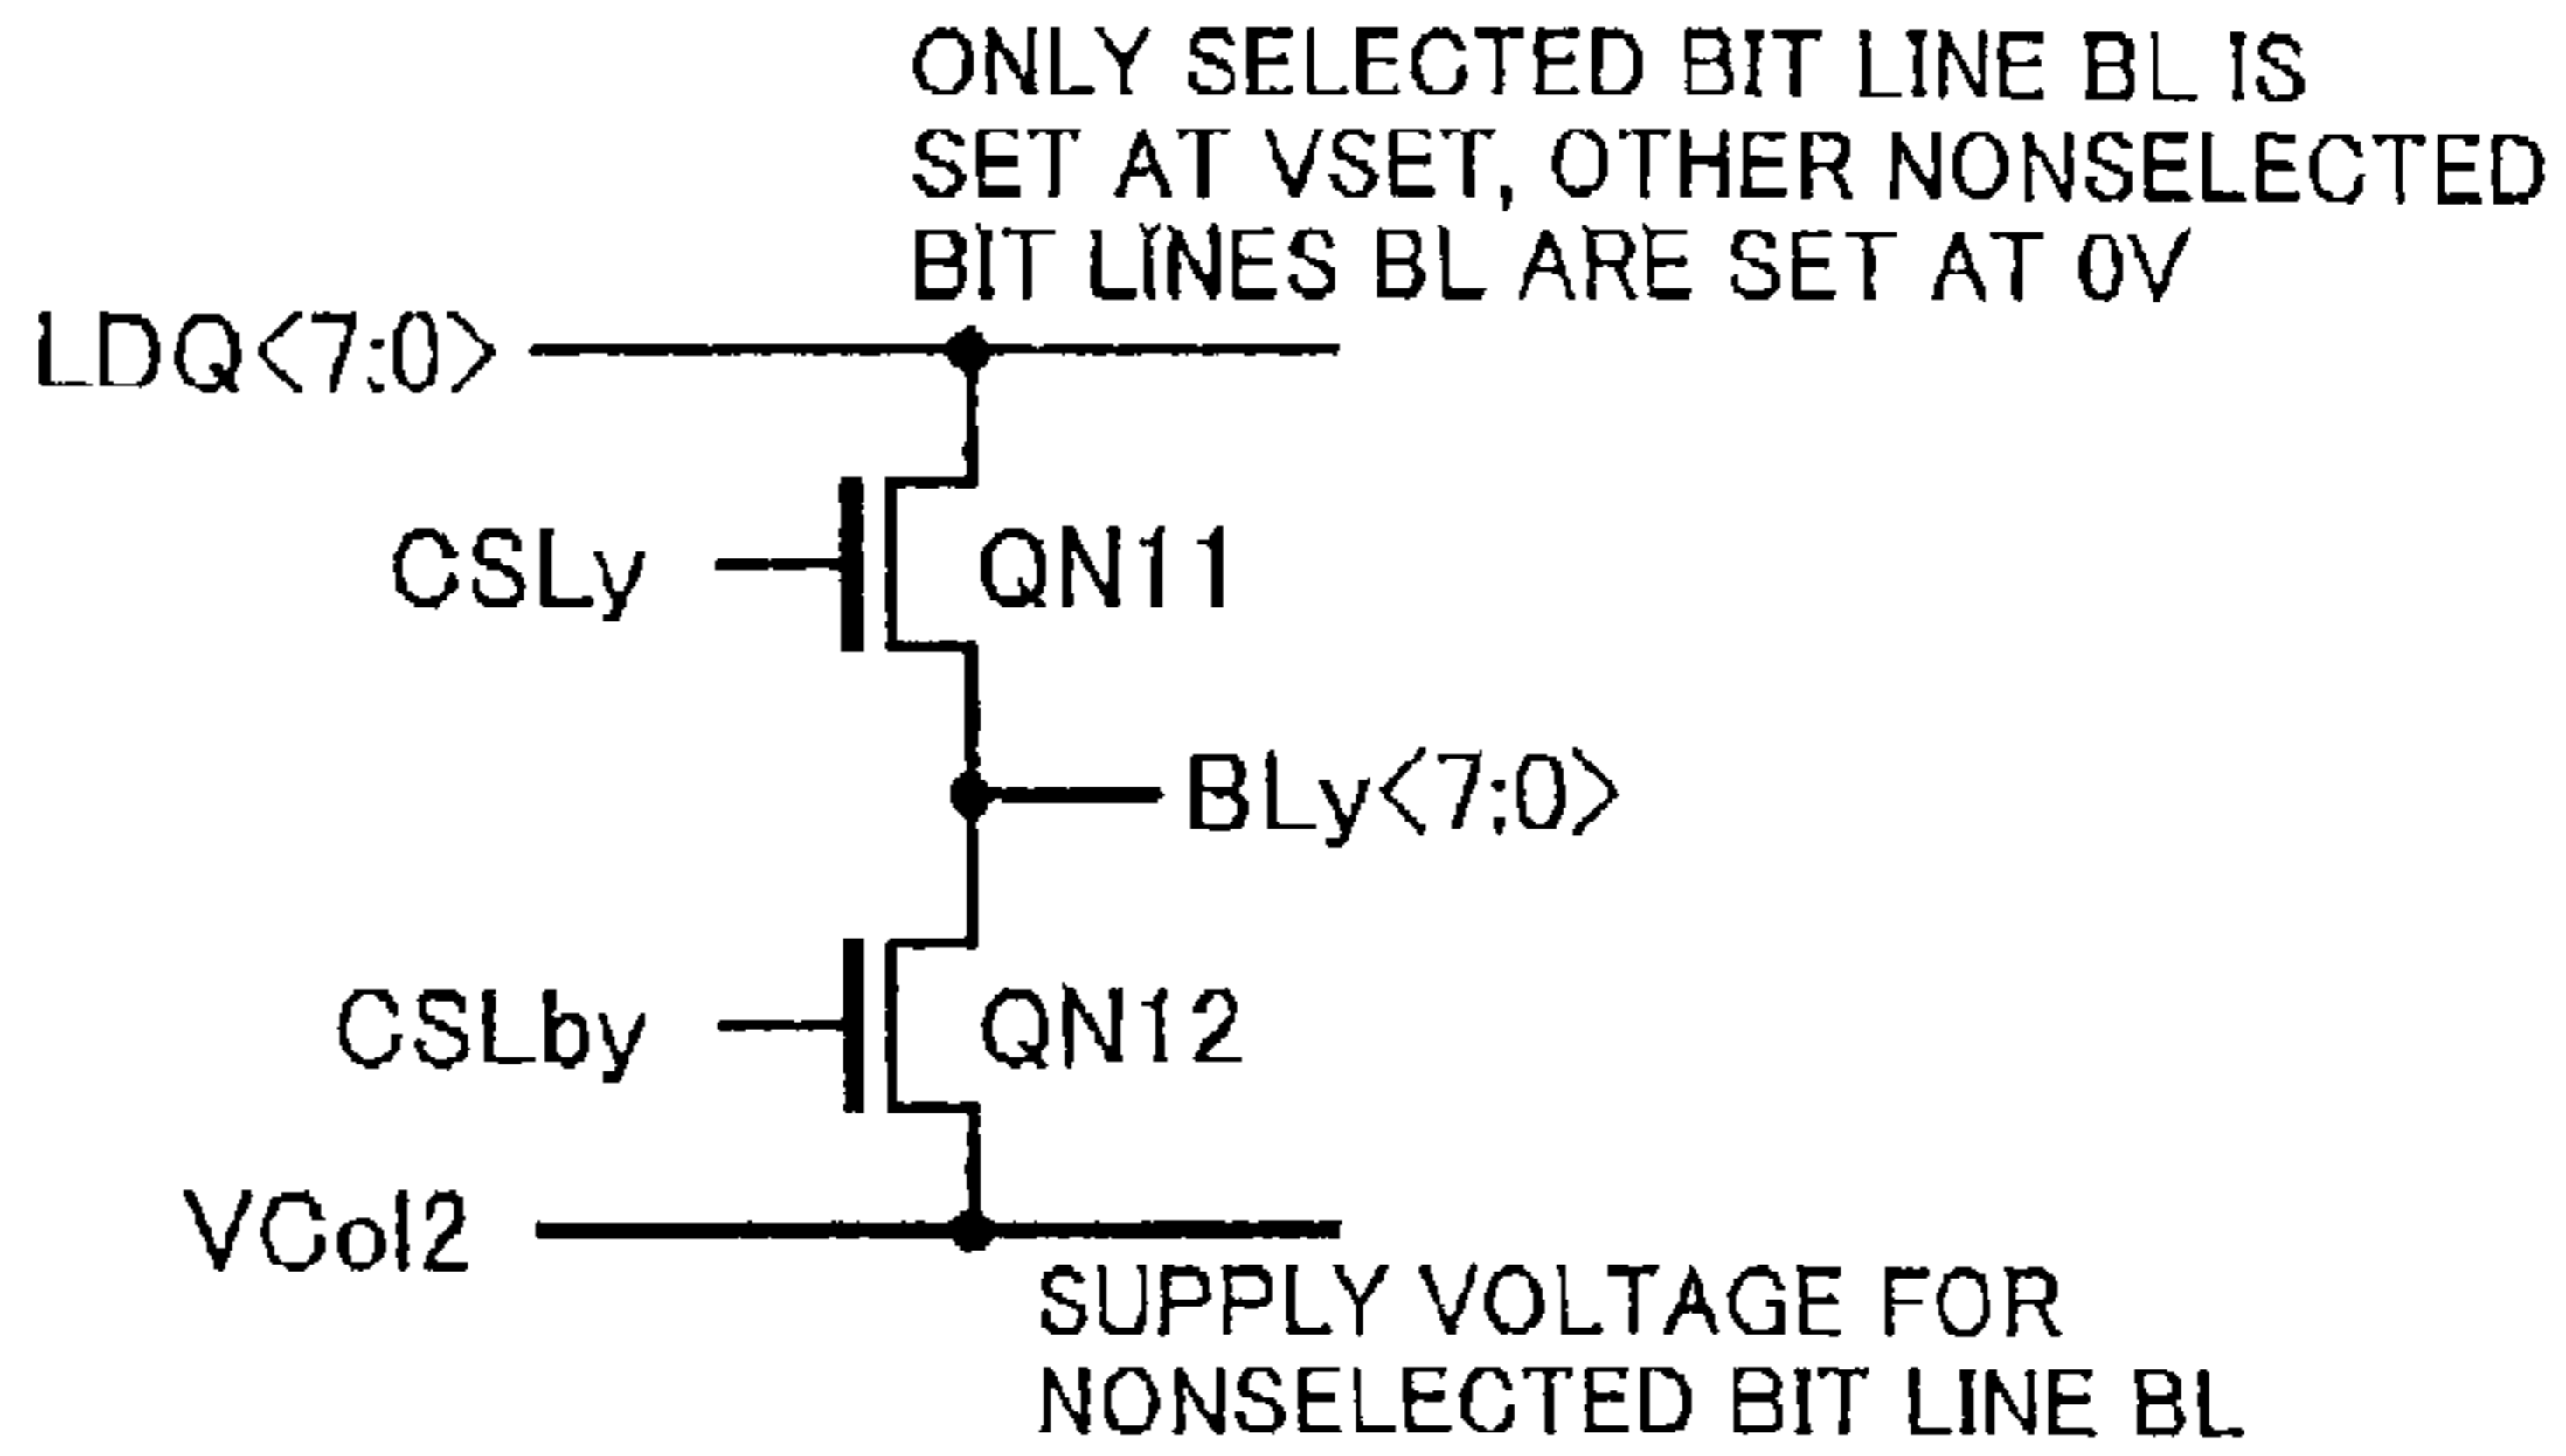 ONLY SELECTED BIT LINE BL IS
SET AT VSET, OTHER NONSELECTED
BIT LINES BL ARE SET AT 0V
LDQ<7:0>
CSLy
QN11
BLy<7:0>
CSLby
QN12
VCol2
SUPPLY VOLTAGE FOR
NONSELECTED BIT LINE BL